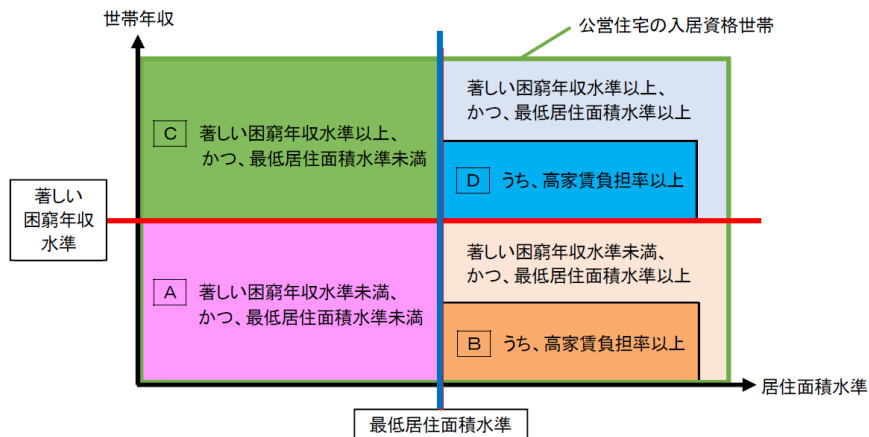 世帯年収
公営住宅の入居資格世帯
C
著しい困窮年収水準以上、
かつ、最低居住面積水準未満
著しい困窮年収水準以上、
かつ、最低居住面積水準以上
D
うち、高家賃負担率以上
著しい
困窮年収
水準
A
著しい困窮年収水準未満、
かつ、最低居住面積水準未満
著しい困窮年収水準未満、
かつ、最低居住面積水準以上
B
うち、高家賃負担率以上
居住面積水準
最低居住面積水準